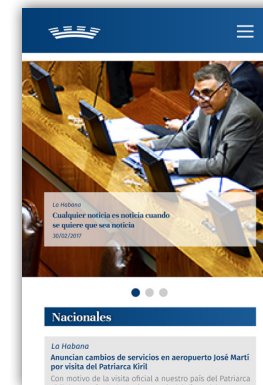 La Habana
Cualquier noticia es noticia cuando
se quiere que sea noticia
30/02/2017
Nacionales
La Habana
Anuncian cambios de servicios en aeropuerto José Martí
por visita del Patriarca Kiril
Con motivo de la visita oficial a nuestro país del Patriarca